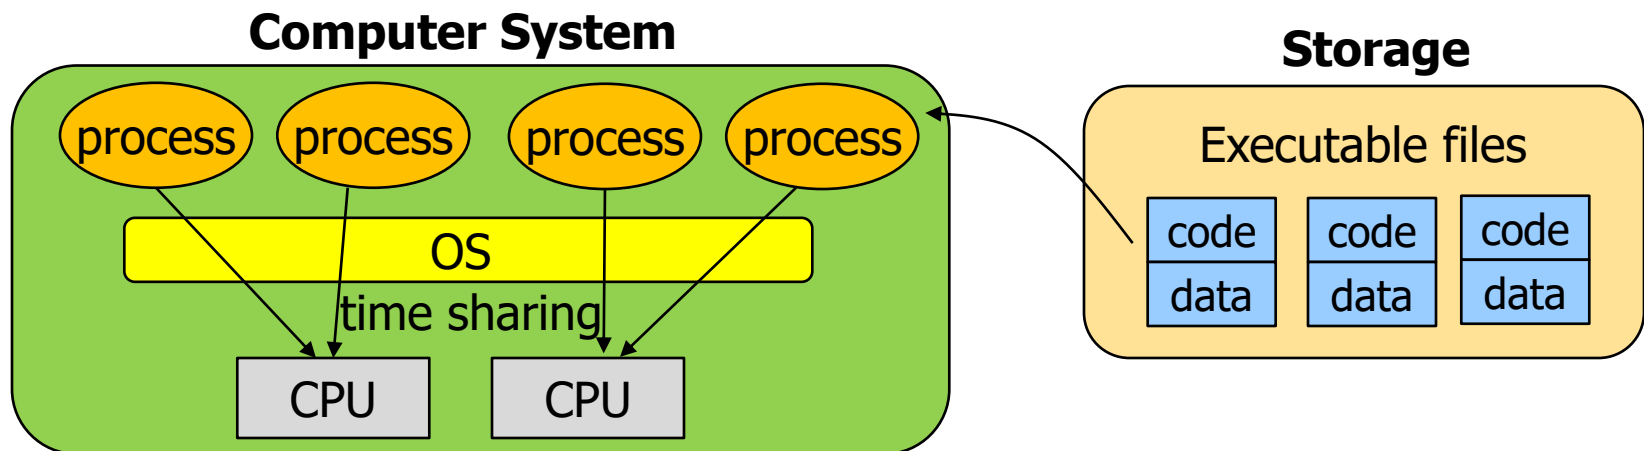 Computer System
process process process process
OS
time sharing
CPU CPU
Storage
Executable files
code code code
data data data